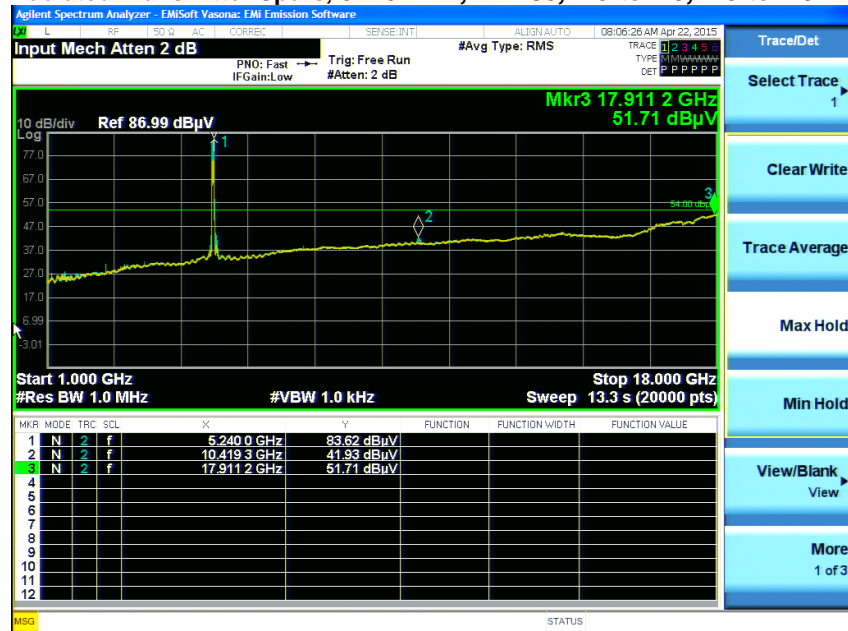 Agilent Spectrum Analyzer - EMiSoft Vasona: EMi Emission Software
LXI L RF 50 Ω AC CORREC SENSE:INT ALIGN AUTO 08:06:26 AM Apr 22, 2015
Input Mech Atten 2 dB
PNO: Fast
IFGain:Low
Trig: Free Run
#Atten: 2 dB
#Avg Type: RMS
TRACE 1 2 3 4 5 6
TYPE MMWWWW
DET P P P P P P
Mkr3 17.911 2 GHz
51.71 dBµV
10 dB/div Ref 86.99 dBµV
Log
77.0
67.0
57.0
47.0
37.0
27.0
17.0
6.99
-3.01
1
2
3
Start 1.000 GHz Stop 18.000 GHz
#Res BW 1.0 MHz #VBW 1.0 kHz Sweep 13.3 s (20000 pts)
MKR MODE TRC SCL X Y FUNCTION FUNCTION WIDTH FUNCTION VALUE
1 N 2 f 5.240 0 GHz 83.62 dBµV
2 N 2 f 10.419 3 GHz 41.93 dBµV
3 N 2 f 17.911 2 GHz 51.71 dBµV
4
5
6
7
8
9
10
11
12
MSG STATUS
Trace/Det
Select Trace
1
Clear Write
Trace Average
Max Hold
Min Hold
View/Blank
View
More
1 of 3